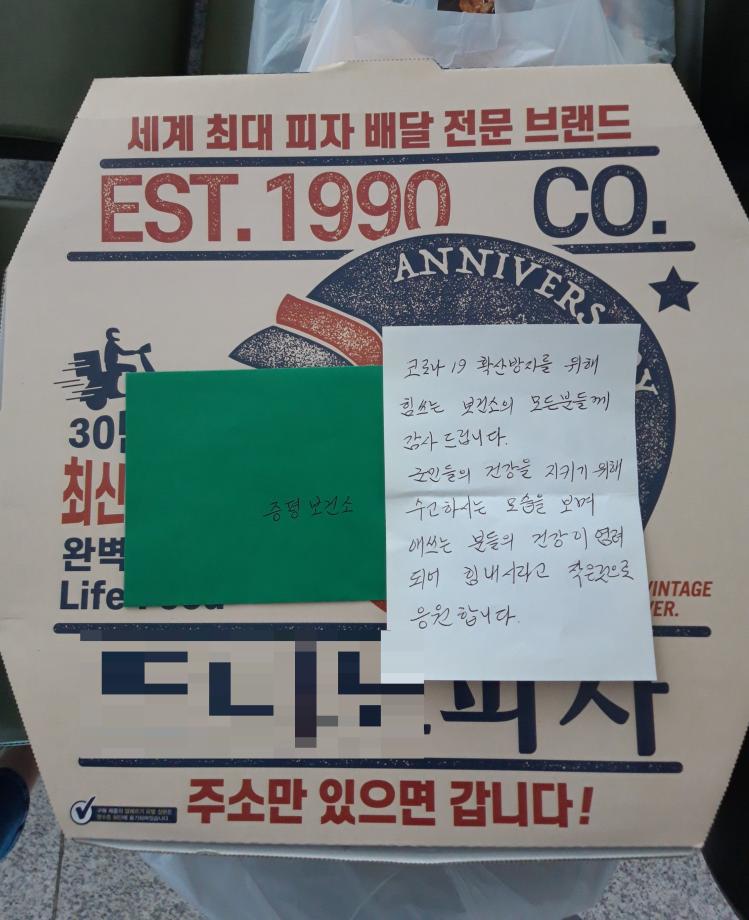 세계 최대 피자 배달 전문 브랜드
EST. 1990 CO.
ANNIVERS
30
최신
완벽
Life Food
증평 보건소
코로나 19 확산방지를 위해
힘쓰는 보건소의 모든분들께
감사 드립니다.
군민들의 건강을 지키기 위해
수고하시는 모습을 보며
애쓰는 분들의 건강이 염려
되어 힘내시라고 작은것으로
응원합니다.
VINTAGE
VER.
피자
주소만 있으면 갑니다!